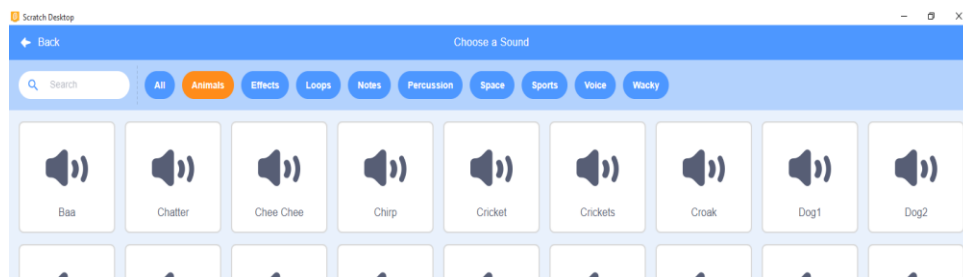 Scratch Desktop
Back
Choose a Sound
Search
All Animals Effects Loops Notes Percussion Space Sports Voice Wacky
Baa Chatter Chee Chee Chirp Cricket Crickets Croak Dog1 Dog2